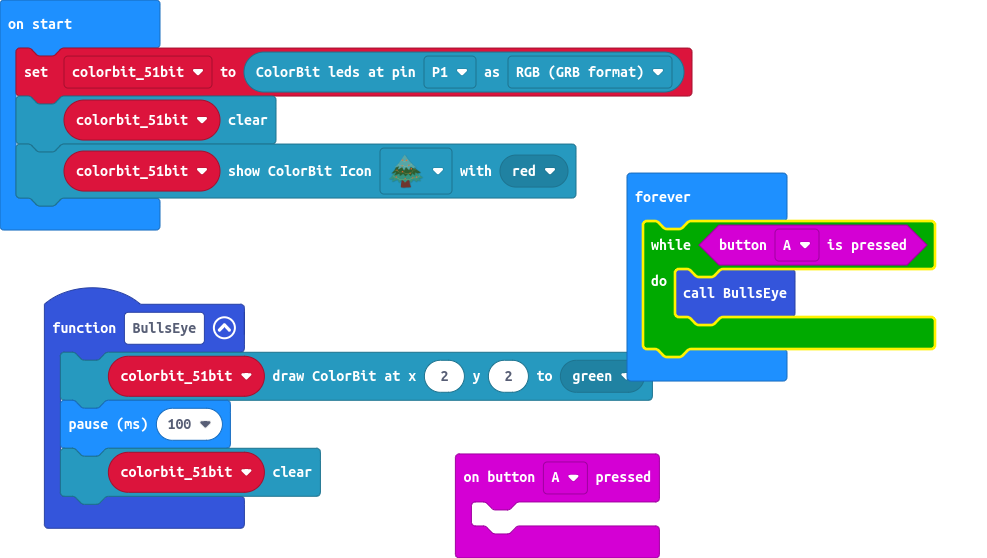 on start
set colorbit_51bit to ColorBit leds at pin P1 as RGB (GRB format)
colorbit_51bit clear
colorbit_51bit show ColorBit Icon with red
forever
while button A is pressed
do call BullsEye
function BullsEye
colorbit_51bit draw ColorBit at x 2 y 2 to green
pause (ms) 100
colorbit_51bit clear
on button A pressed